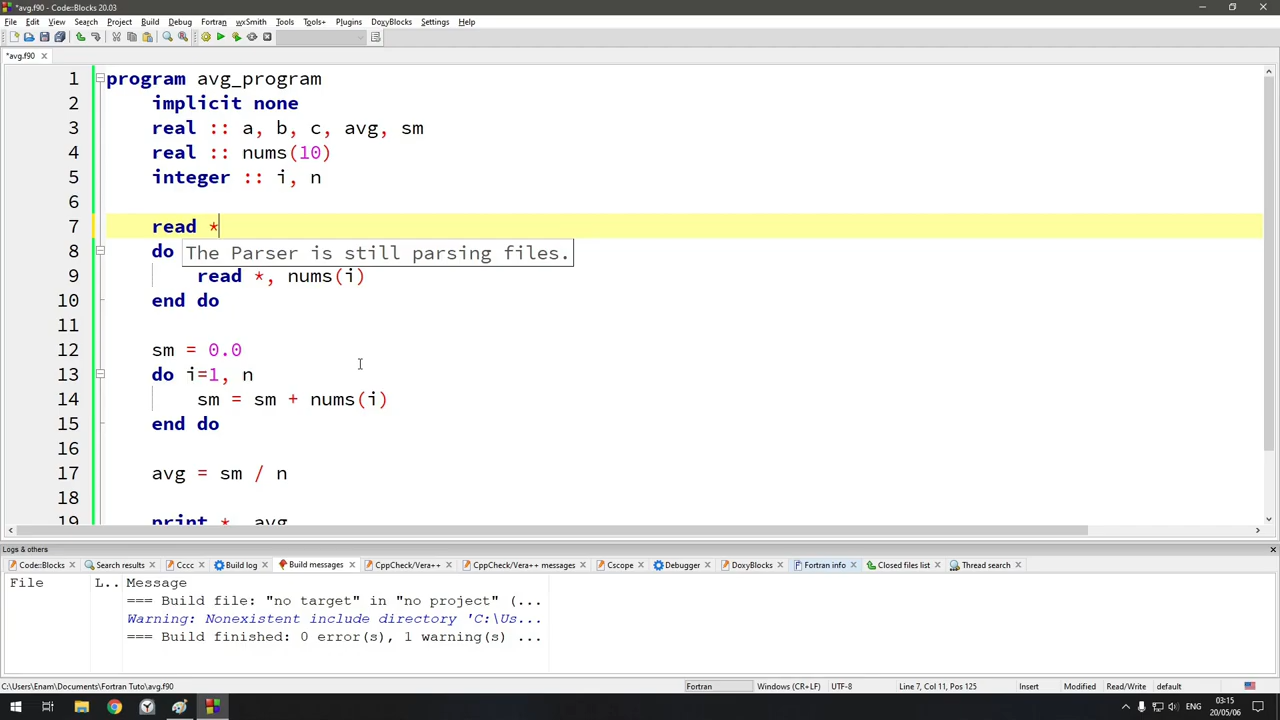 *avg.f90 - Code::Blocks 20.03
File Edit View Search Project Build Debug Fortran wxSmith Tools Tools+ Plugins DoxyBlocks Settings Help
*avg.f90
1 program avg_program
2 implicit none
3 real :: a, b, c, avg, sm
4 real :: nums(10)
5 integer :: i, n
6
7 read *
8 do
The Parser is still parsing files.
9 read *, nums(i)
10 end do
11
12 sm = 0.0
13 do i=1, n
14 sm = sm + nums(i)
15 end do
16
17 avg = sm / n
18
19 print *, avg
Logs & others
Code::Blocks Search results Cccc Build log Build messages CppCheck/Vera++ CppCheck/Vera++ messages Cscope Debugger DoxyBlocks Fortran info Closed files list Thread search
File L.. Message
=== Build file: "no target" in "no project" (...
Warning: Nonexistent include directory 'C:\Us...
=== Build finished: 0 error(s), 1 warning(s) ...
C:\Users\Enam\Documents\Fortran Tuto\avg.f90 Fortran Windows (CR+LF) UTF-8 Line 7, Col 11, Pos 125 Insert Modified Read/Write default
ENG
03:15
20/05/06